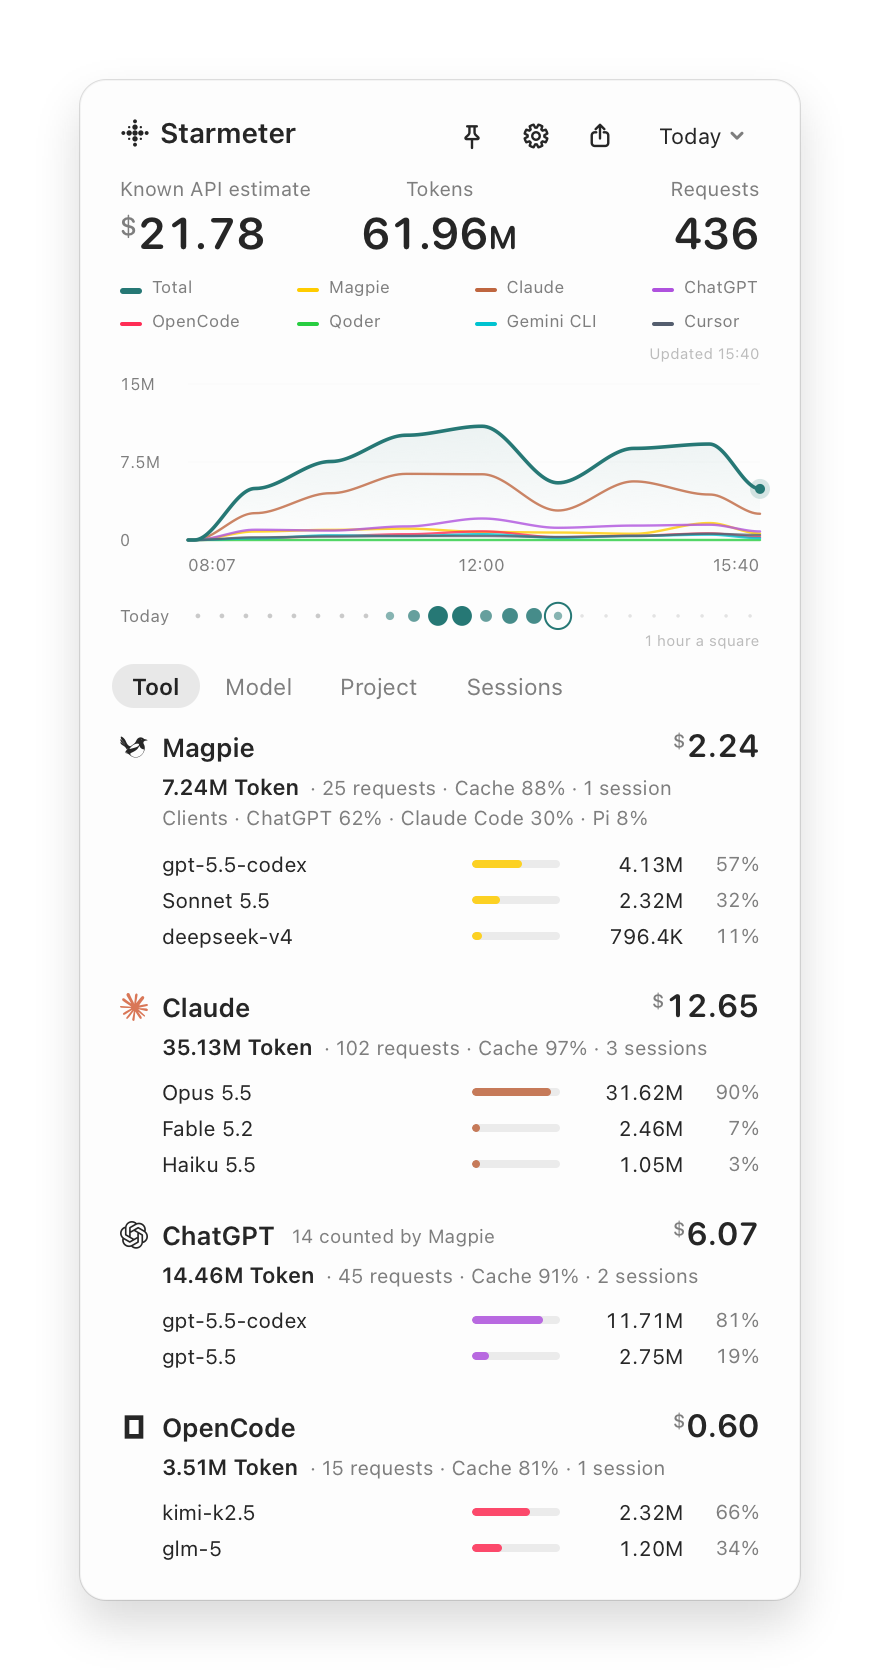 Starmeter
Today
Known API estimate Tokens Requests
$21.78 61.96M 436
Total Magpie Claude ChatGPT
OpenCode Qoder Gemini CLI Cursor
Updated 15:40
15M
7.5M
0
08:07 12:00 15:40
Today
1 hour a square
Tool Model Project Sessions
Magpie $2.24
7.24M Token · 25 requests · Cache 88% · 1 session
Clients · ChatGPT 62% · Claude Code 30% · Pi 8%
gpt-5.5-codex 4.13M 57%
Sonnet 5.5 2.32M 32%
deepseek-v4 796.4K 11%
Claude $12.65
35.13M Token · 102 requests · Cache 97% · 3 sessions
Opus 5.5 31.62M 90%
Fable 5.2 2.46M 7%
Haiku 5.5 1.05M 3%
ChatGPT 14 counted by Magpie $6.07
14.46M Token · 45 requests · Cache 91% · 2 sessions
gpt-5.5-codex 11.71M 81%
gpt-5.5 2.75M 19%
OpenCode $0.60
3.51M Token · 15 requests · Cache 81% · 1 session
kimi-k2.5 2.32M 66%
glm-5 1.20M 34%